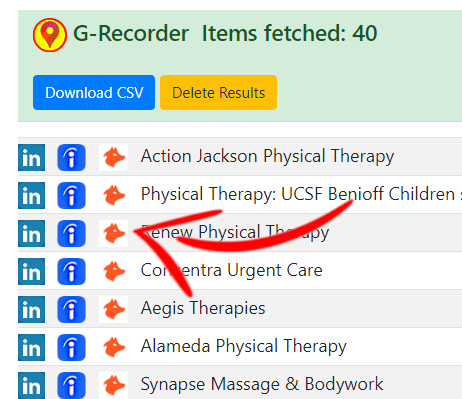 G-Recorder Items fetched: 40
Download CSV Delete Results
in i Action Jackson Physical Therapy
in i Physical Therapy: UCSF Benioff Children s
in i Renew Physical Therapy
in i Concentra Urgent Care
in i Aegis Therapies
in i Alameda Physical Therapy
in i Synapse Massage & Bodywork